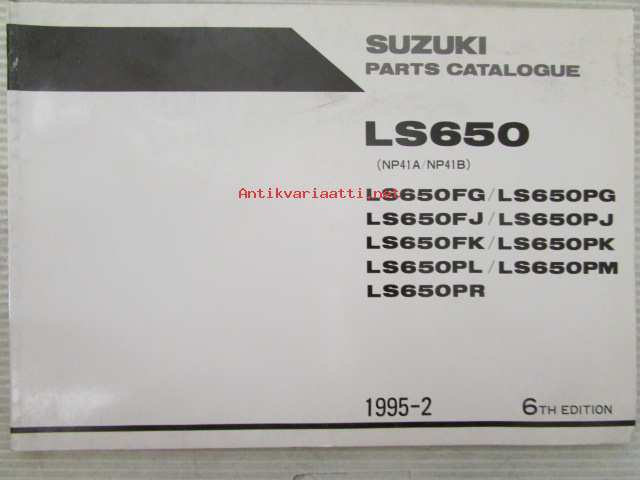 SUZUKI
PARTS CATALOGUE
LS650
(NP41A/NP41B)
Antikvariaatti.net
LS650FG/LS650PG
LS650FJ/LS650PJ
LS650FK/LS650PK
LS650PL/LS650PM
LS650PR
1995-2 6TH EDITION